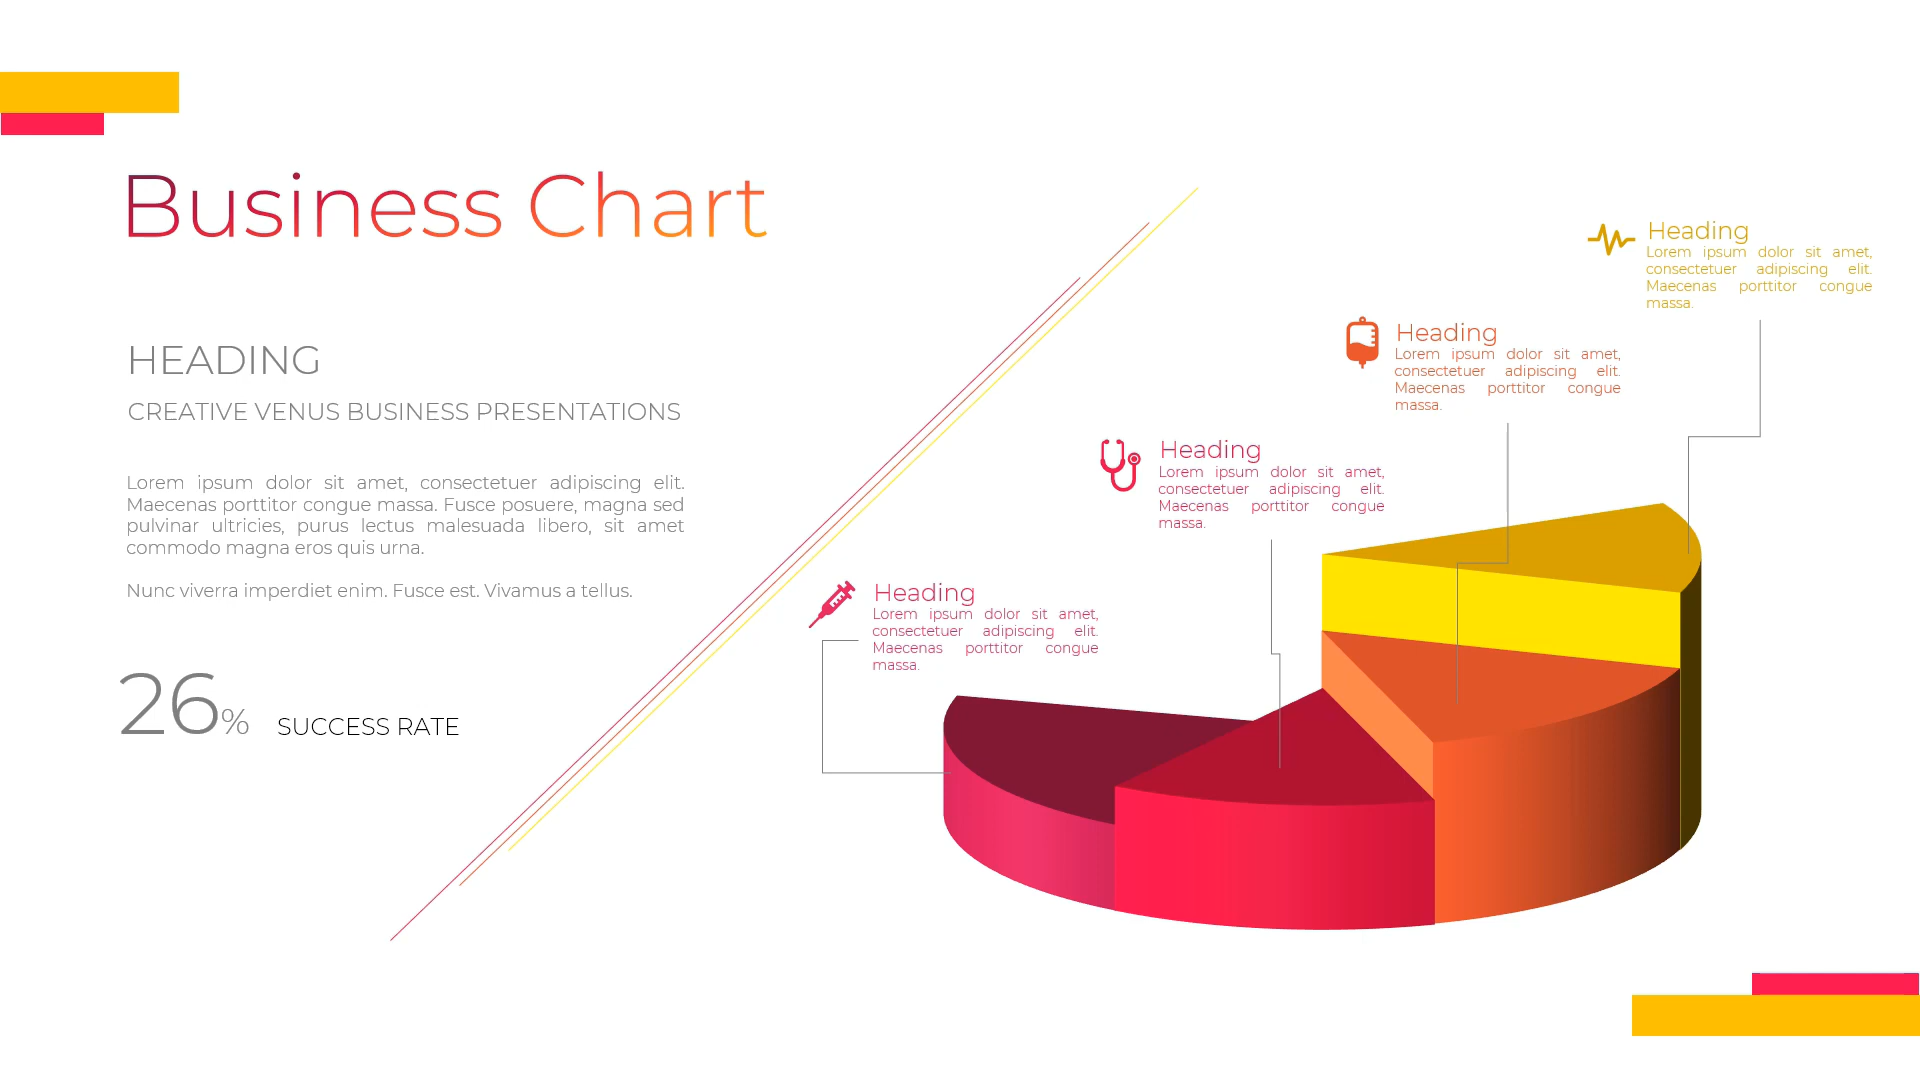 Business Chart
HEADING
CREATIVE VENUS BUSINESS PRESENTATIONS
Lorem ipsum dolor sit amet, consectetuer adipiscing elit.
Maecenas porttitor congue massa. Fusce posuere, magna sed
pulvinar ultricies, purus lectus malesuada libero, sit amet
commodo magna eros quis urna.
Nunc viverra imperdiet enim. Fusce est. Vivamus a tellus.
26% SUCCESS RATE
Heading
Lorem ipsum dolor sit amet,
consectetuer adipiscing elit.
Maecenas porttitor congue
massa.
Heading
Lorem ipsum dolor sit amet,
consectetuer adipiscing elit.
Maecenas porttitor congue
massa.
Heading
Lorem ipsum dolor sit amet,
consectetuer adipiscing elit.
Maecenas porttitor congue
massa.
Heading
Lorem ipsum dolor sit amet,
consectetuer adipiscing elit.
Maecenas porttitor congue
massa.